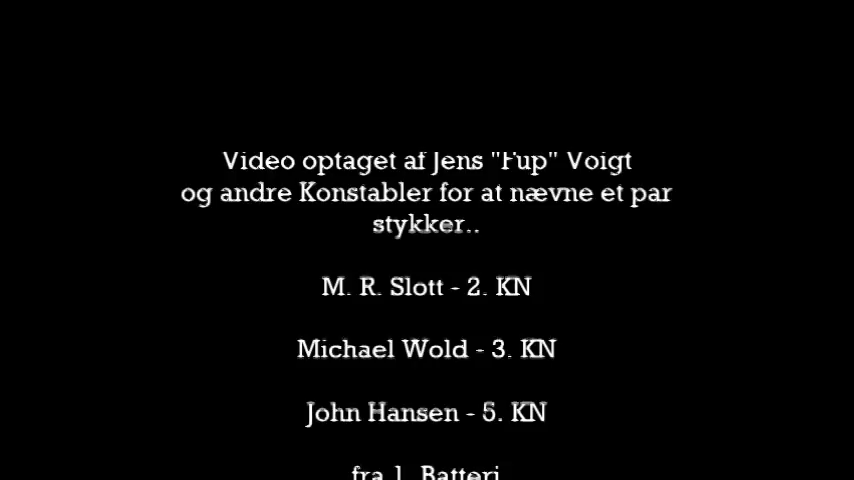 Video optaget af Jens "Fup" Voigt
og andre Konstabler for at nævne et par
stykker..
M. R. Slott - 2. KN
Michael Wold - 3. KN
John Hansen - 5. KN
fra 1. Batteri